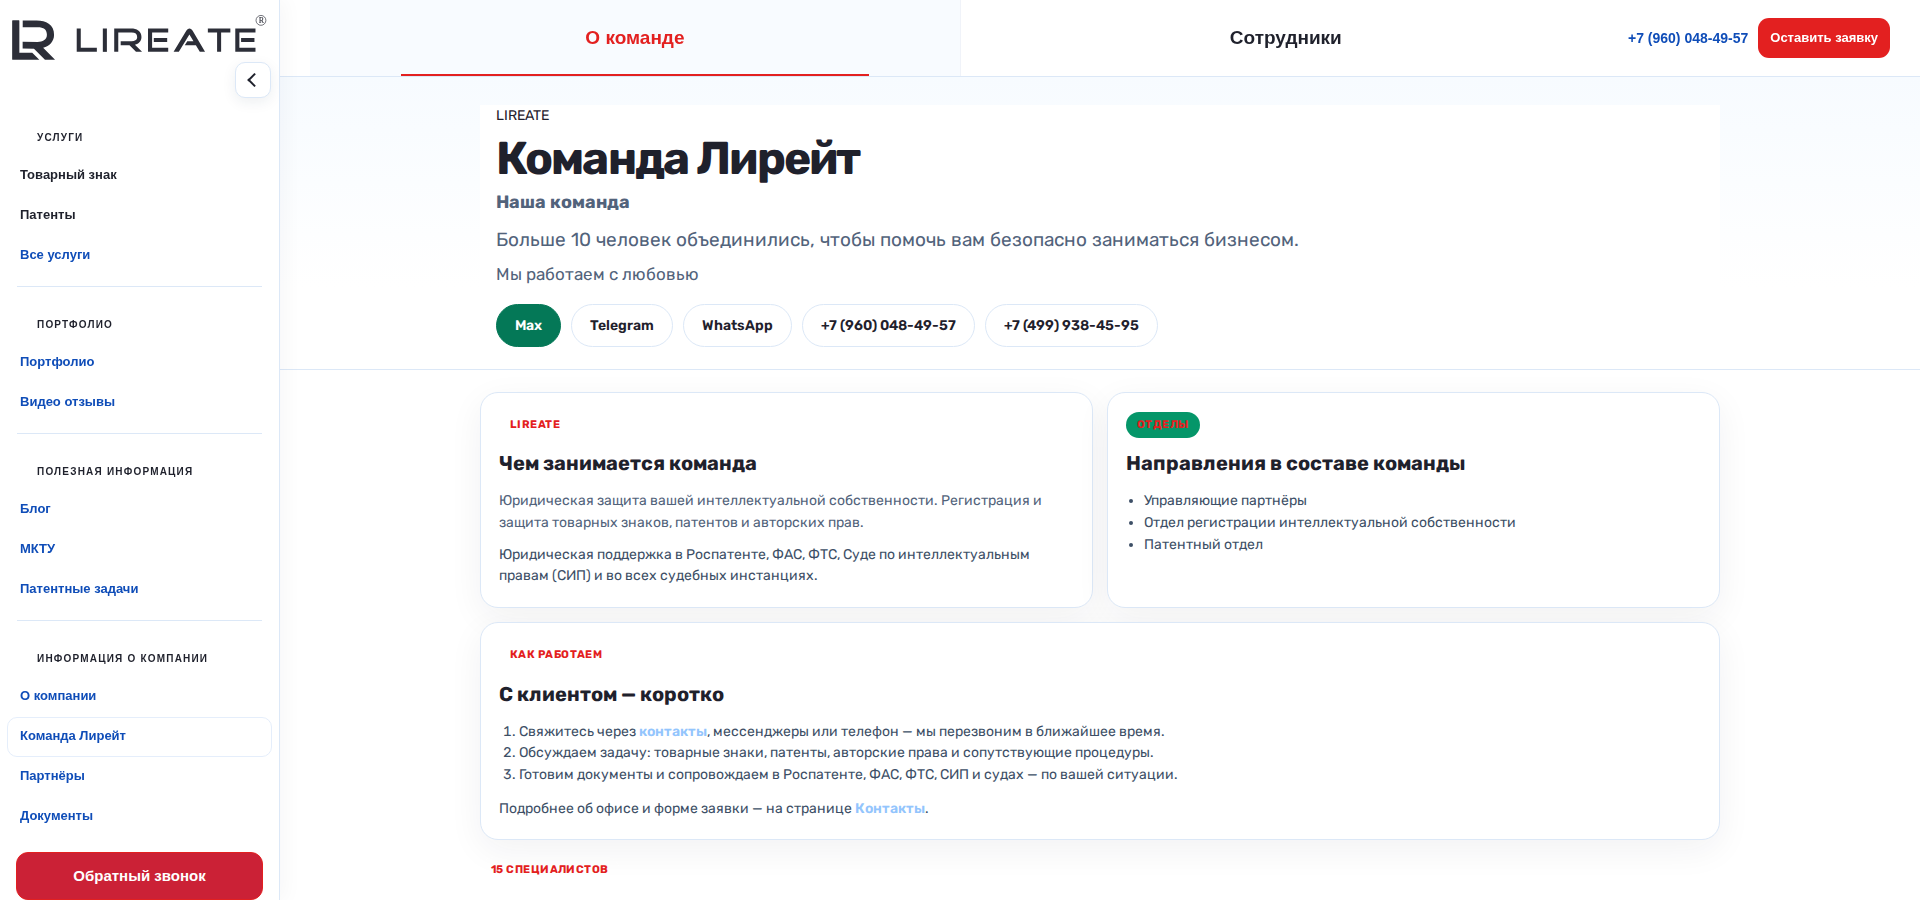 LIREATE®
УСЛУГИ
Товарный знак
Патенты
Все услуги
ПОРТФОЛИО
Портфолио
Видео отзывы
ПОЛЕЗНАЯ ИНФОРМАЦИЯ
Блог
МКТУ
Патентные задачи
ИНФОРМАЦИЯ О КОМПАНИИ
О компании
Команда Лирейт
Партнёры
Документы
Обратный звонок
О команде
Сотрудники
+7 (960) 048-49-57
Оставить заявку
LIREATE
Команда Лирейт
Наша команда
Больше 10 человек объединились, чтобы помочь вам безопасно заниматься бизнесом.
Мы работаем с любовью
Max
Telegram
WhatsApp
+7 (960) 048-49-57
+7 (499) 938-45-95
LIREATE
Чем занимается команда
Юридическая защита вашей интеллектуальной собственности. Регистрация и
защита товарных знаков, патентов и авторских прав.
Юридическая поддержка в Роспатенте, ФАС, ФТС, Суде по интеллектуальным
правам (СИП) и во всех судебных инстанциях.
ОТДЕЛЫ
Направления в составе команды
• Управляющие партнёры
• Отдел регистрации интеллектуальной собственности
• Патентный отдел
КАК РАБОТАЕМ
С клиентом — коротко
1. Свяжитесь через контакты, мессенджеры или телефон — мы перезвоним в ближайшее время.
2. Обсуждаем задачу: товарные знаки, патенты, авторские права и сопутствующие процедуры.
3. Готовим документы и сопровождаем в Роспатенте, ФАС, ФТС, СИП и судах — по вашей ситуации.
Подробнее об офисе и форме заявки — на странице Контакты.
15 СПЕЦИАЛИСТОВ